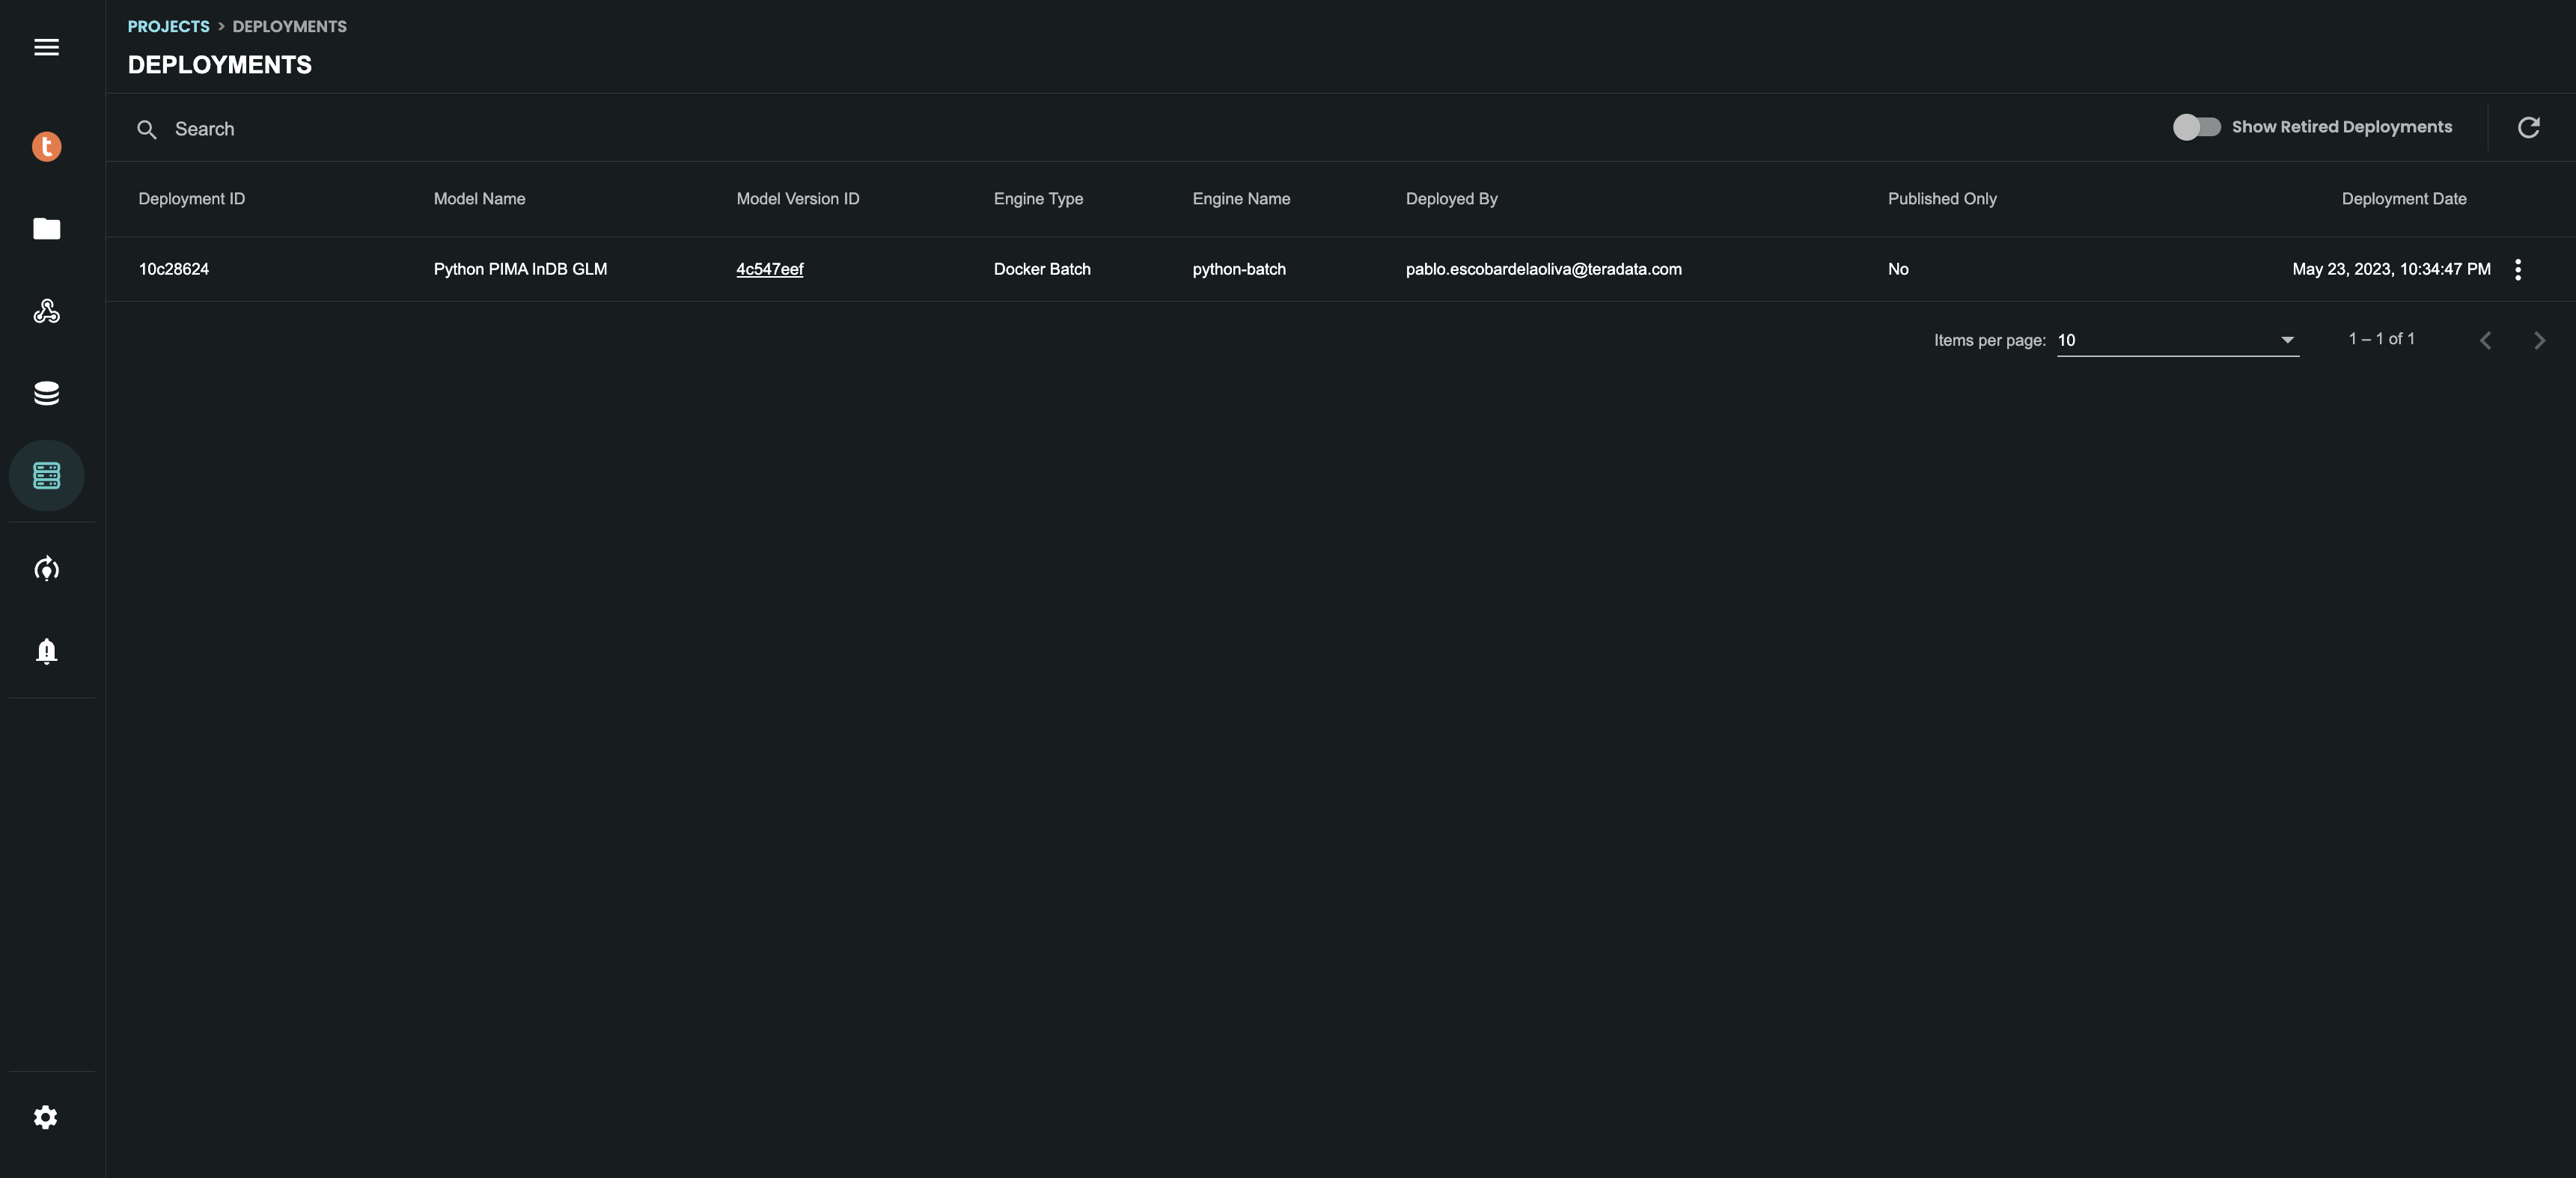 PROJECTS > DEPLOYMENTS
DEPLOYMENTS
t
Search
Show Retired Deployments
Deployment ID Model Name Model Version ID Engine Type Engine Name Deployed By Published Only Deployment Date
10c28624 Python PIMA InDB GLM 4c547eef Docker Batch python-batch pablo.escobardelaoliva@teradata.com No May 23, 2023, 10:34:47 PM
Items per page: 10 1 – 1 of 1